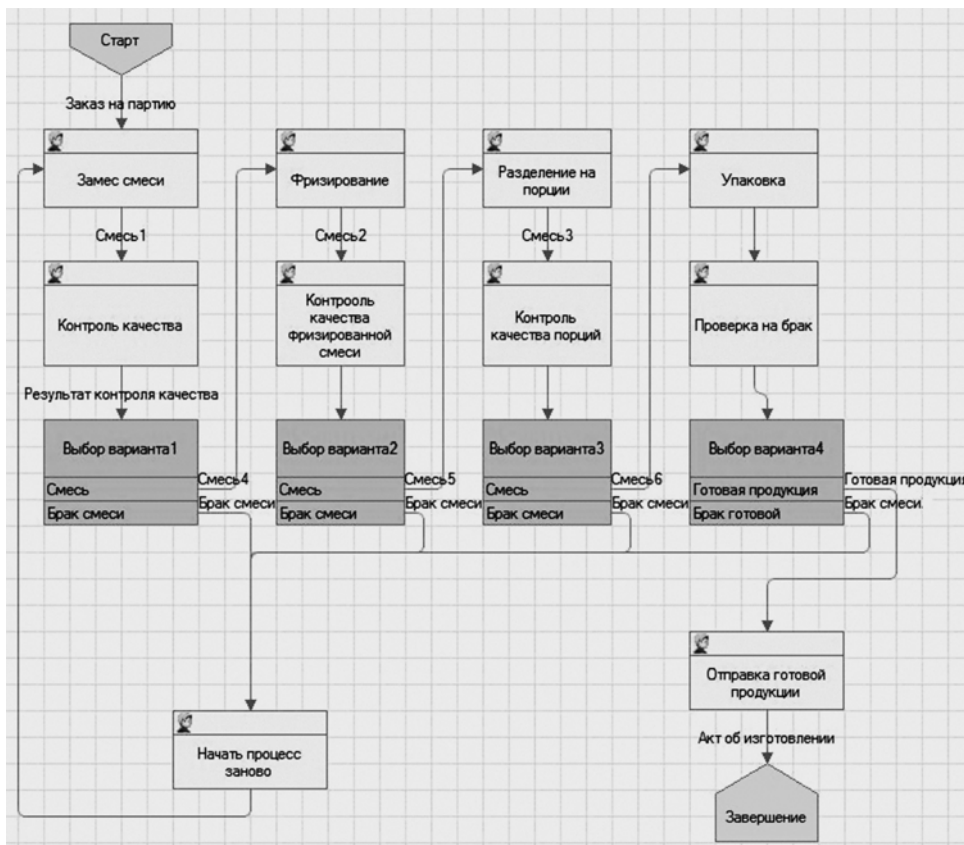 Старт
Заказ на партию
Замес смеси
Фризирование
Разделение на
порции
Упаковка
Смесь1
Смесь2
Смесь3
Контроль качества
Контрооль
качества
фризированной
смеси
Контроль
качества порций
Проверка на брак
Результат контроля качества
Выбор варианта1
Смесь
Брак смеси
Смесь4
Брак смеси
Выбор варианта2
Смесь
Брак смеси
Смесь5
Брак смеси
Выбор варианта3
Смесь
Брак смеси
Смесь6
Брак смеси
Выбор варианта4
Готовая продукция
Брак готовой
Готовая продукция
Брак смеси
Отправка готовой
продукции
Акт об изготовлении
Начать процесс
заново
Завершение